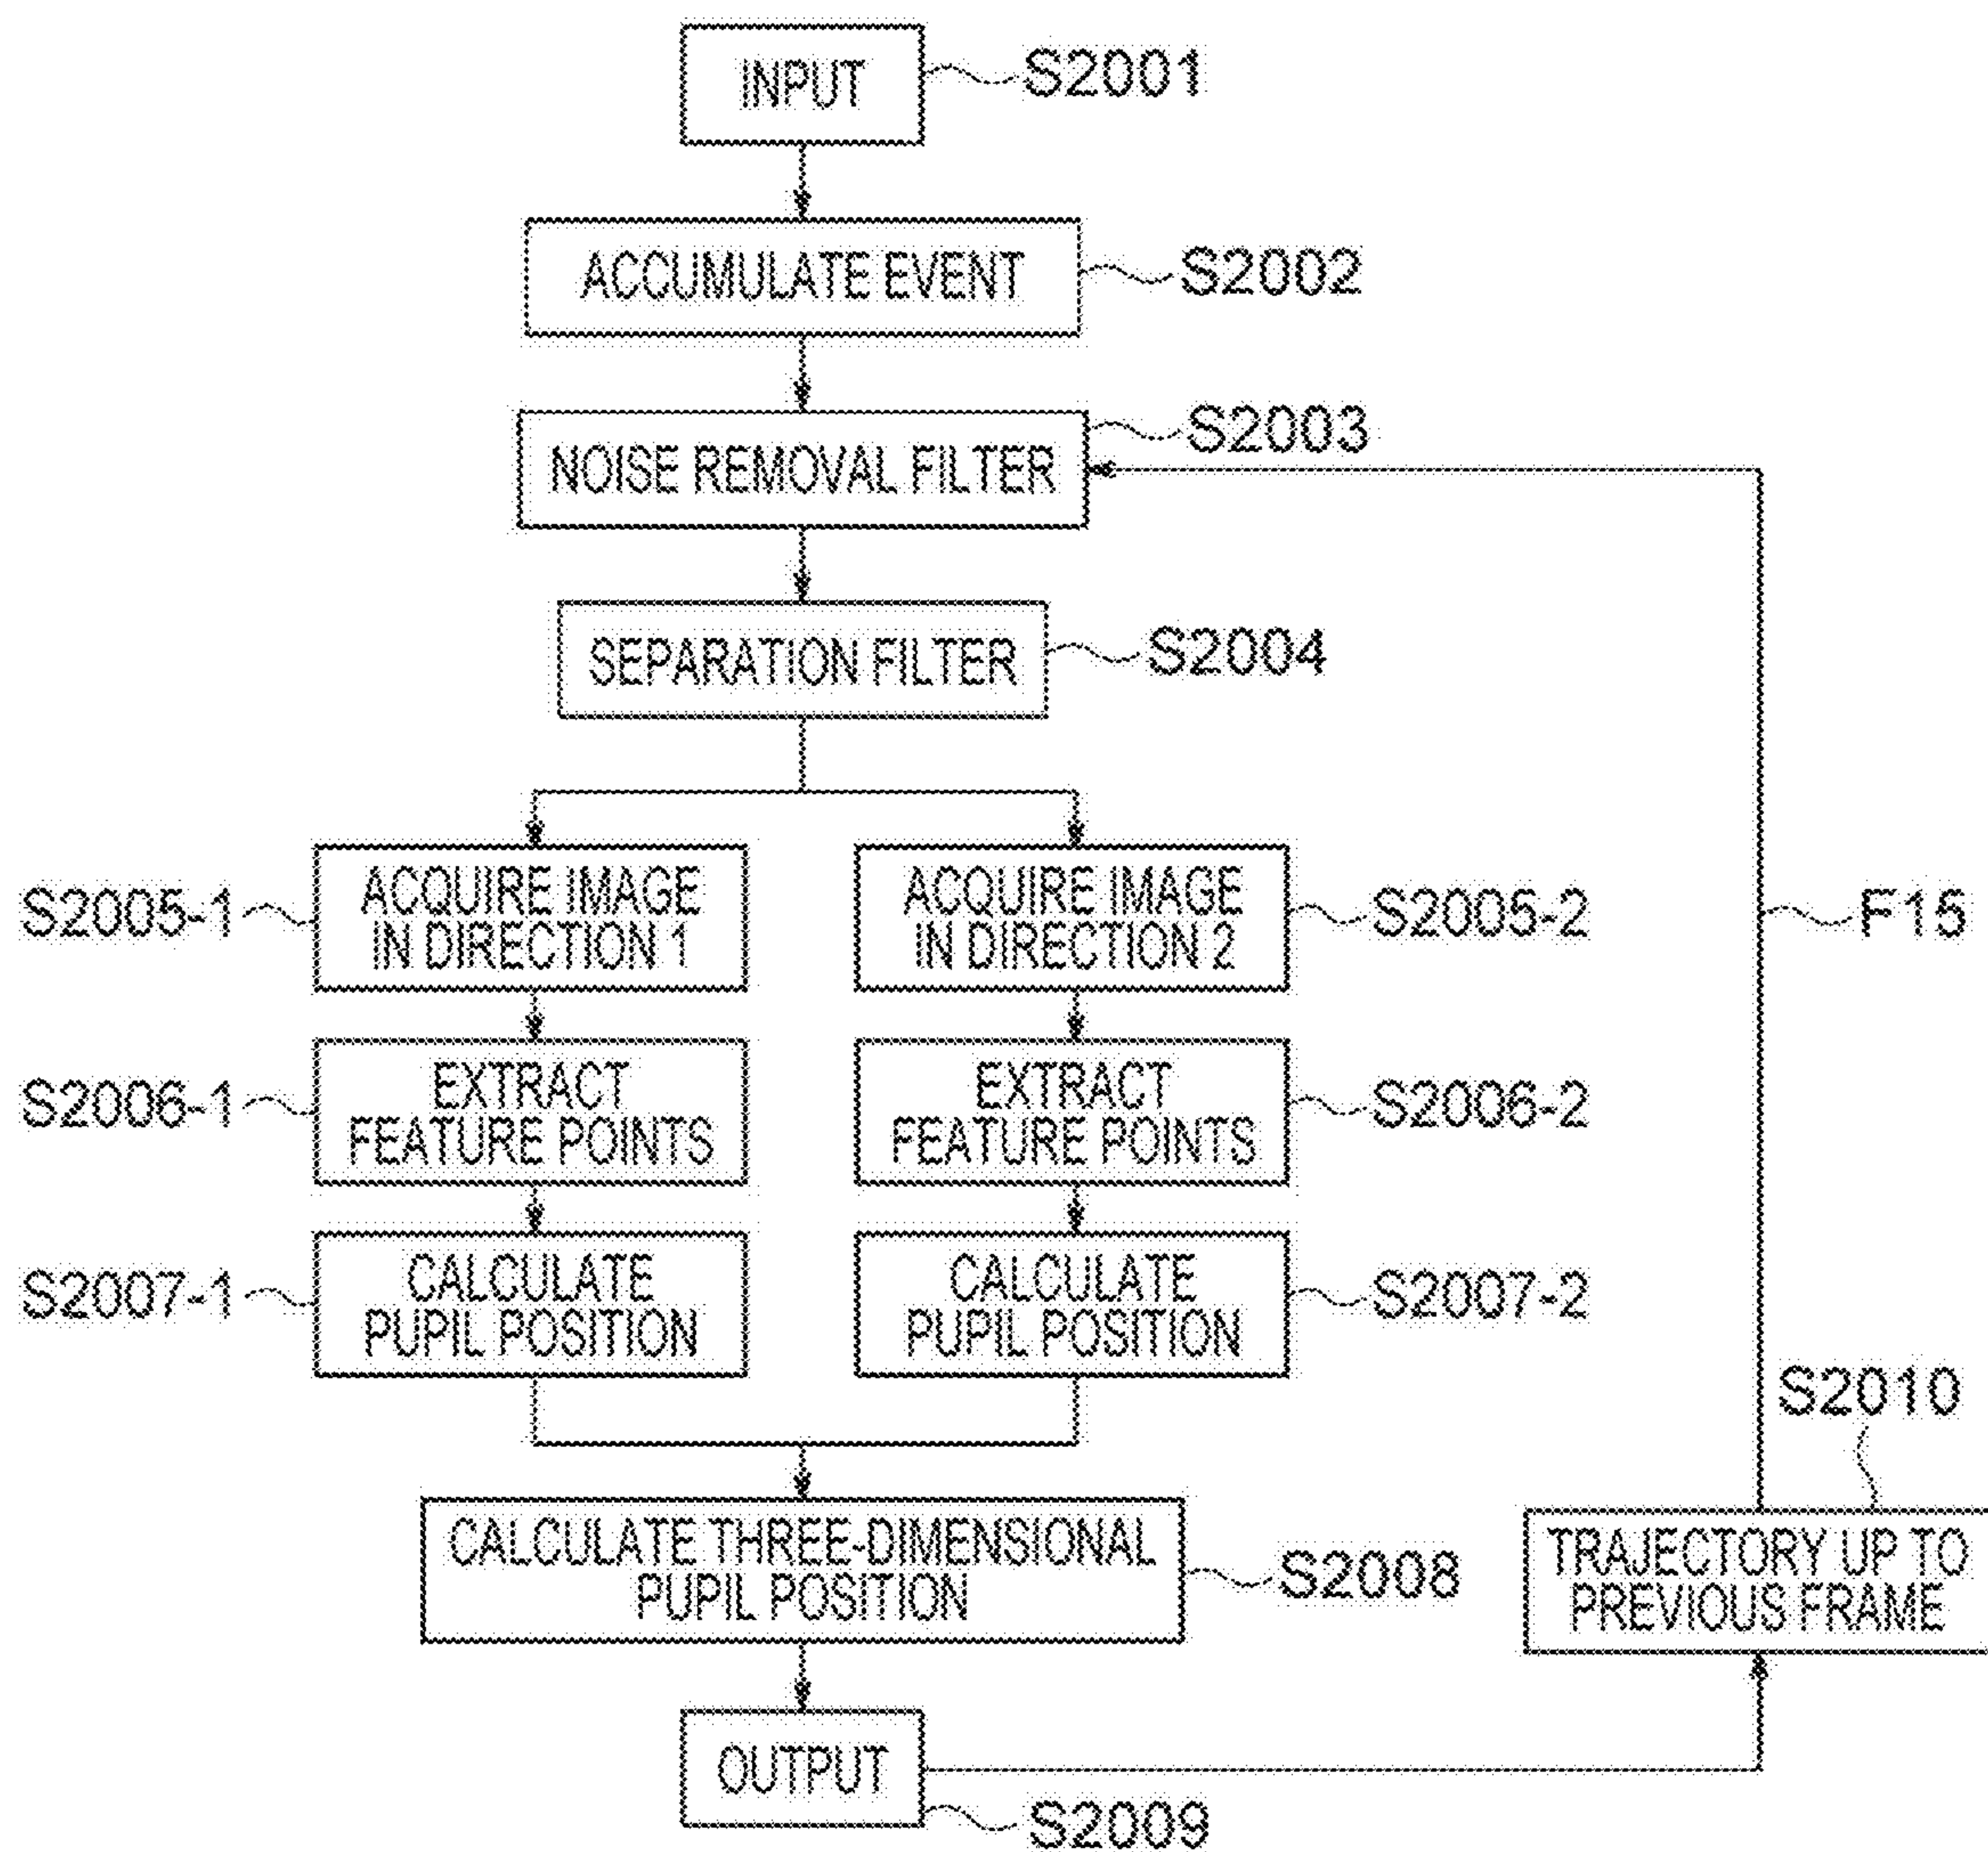 INPUT
S2001
ACCUMULATE EVENT
S2002
NOISE REMOVAL FILTER
S2003
SEPARATION FILTER
S2004
S2005-1
ACQUIRE IMAGE
IN DIRECTION 1
ACQUIRE IMAGE
IN DIRECTION 2
S2005-2
F15
S2006-1
EXTRACT
FEATURE POINTS
EXTRACT
FEATURE POINTS
S2006-2
S2007-1
CALCULATE
PUPIL POSITION
CALCULATE
PUPIL POSITION
S2007-2
S2010
CALCULATE THREE-DIMENSIONAL
PUPIL POSITION
S2008
TRAJECTORY UP TO
PREVIOUS FRAME
OUTPUT
S2009